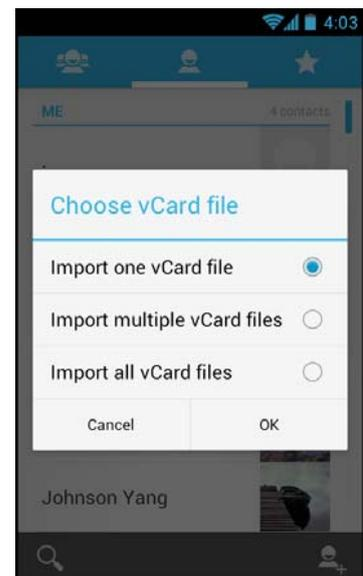 4:03
ME 4 contacts
Choose vCard file
Import one vCard file
Import multiple vCard files
Import all vCard files
Cancel OK
Johnson Yang